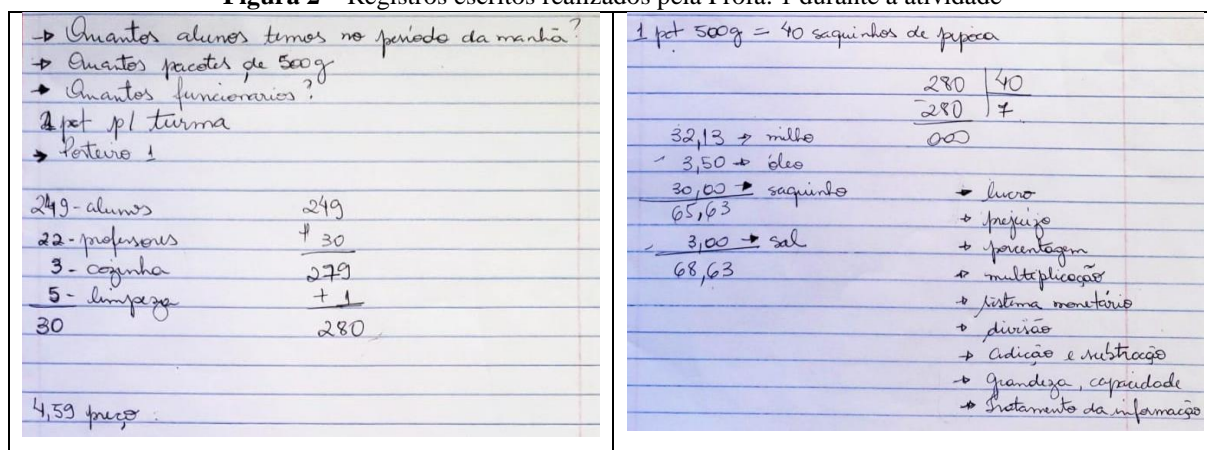 Figura 2 – Registros escritos realizados pela Profa. 1 durante a atividade
→ Quantos alunos temos no período da manhã?
→ Quantos pacotes de 500g
→ Quantos funcionarios?
1 pct p/ turma
→ Porteiro 1
249 - alunos
22 - professores
3 - cozinha
5 - limpeza
30
249
+ 30
279
+ 1
280
4,59 preço
1 pct 500g = 40 saquinhos de pipoca
280 | 40
-280 | 7
000
32,13 → milho
3,50 → óleo
30,00 → saquinho
65,63
3,00 → sal
68,63
→ lucro
→ prejuízo
→ porcentagem
→ multiplicação
→ sistema monetário
→ divisão
→ adição e subtração
→ grandeza, capacidade
→ Tratamento da informação